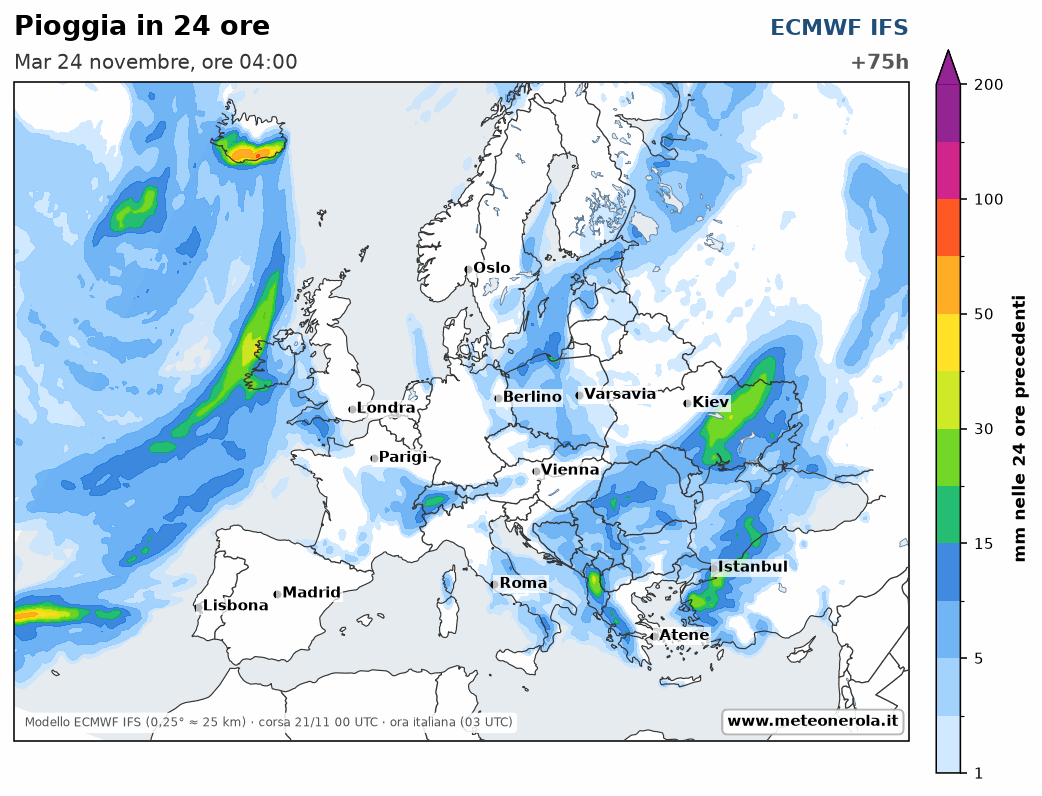 Pioggia in 24 ore
ECMWF IFS
Mar 24 novembre, ore 04:00
+75h
200
100
50
30
15
5
1
mm nelle 24 ore precedenti
Oslo
Londra
Berlino
Varsavia
Kiev
Parigi
Vienna
Istanbul
Roma
Madrid
Lisbona
Atene
Modello ECMWF IFS (0,25° ≈ 25 km) · corsa 21/11 00 UTC · ora italiana (03 UTC)
www.meteonerola.it